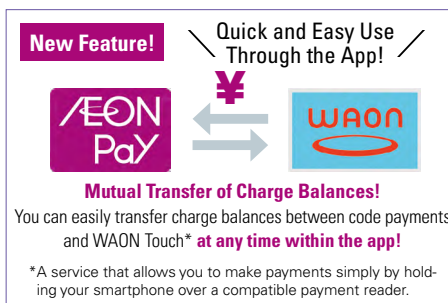 New Feature!
Quick and Easy Use
Through the App!
¥
ÆON
Pay
WAON
Mutual Transfer of Charge Balances!
You can easily transfer charge balances between code payments
and WAON Touch* at any time within the app!
*A service that allows you to make payments simply by hold-
ing your smartphone over a compatible payment reader.